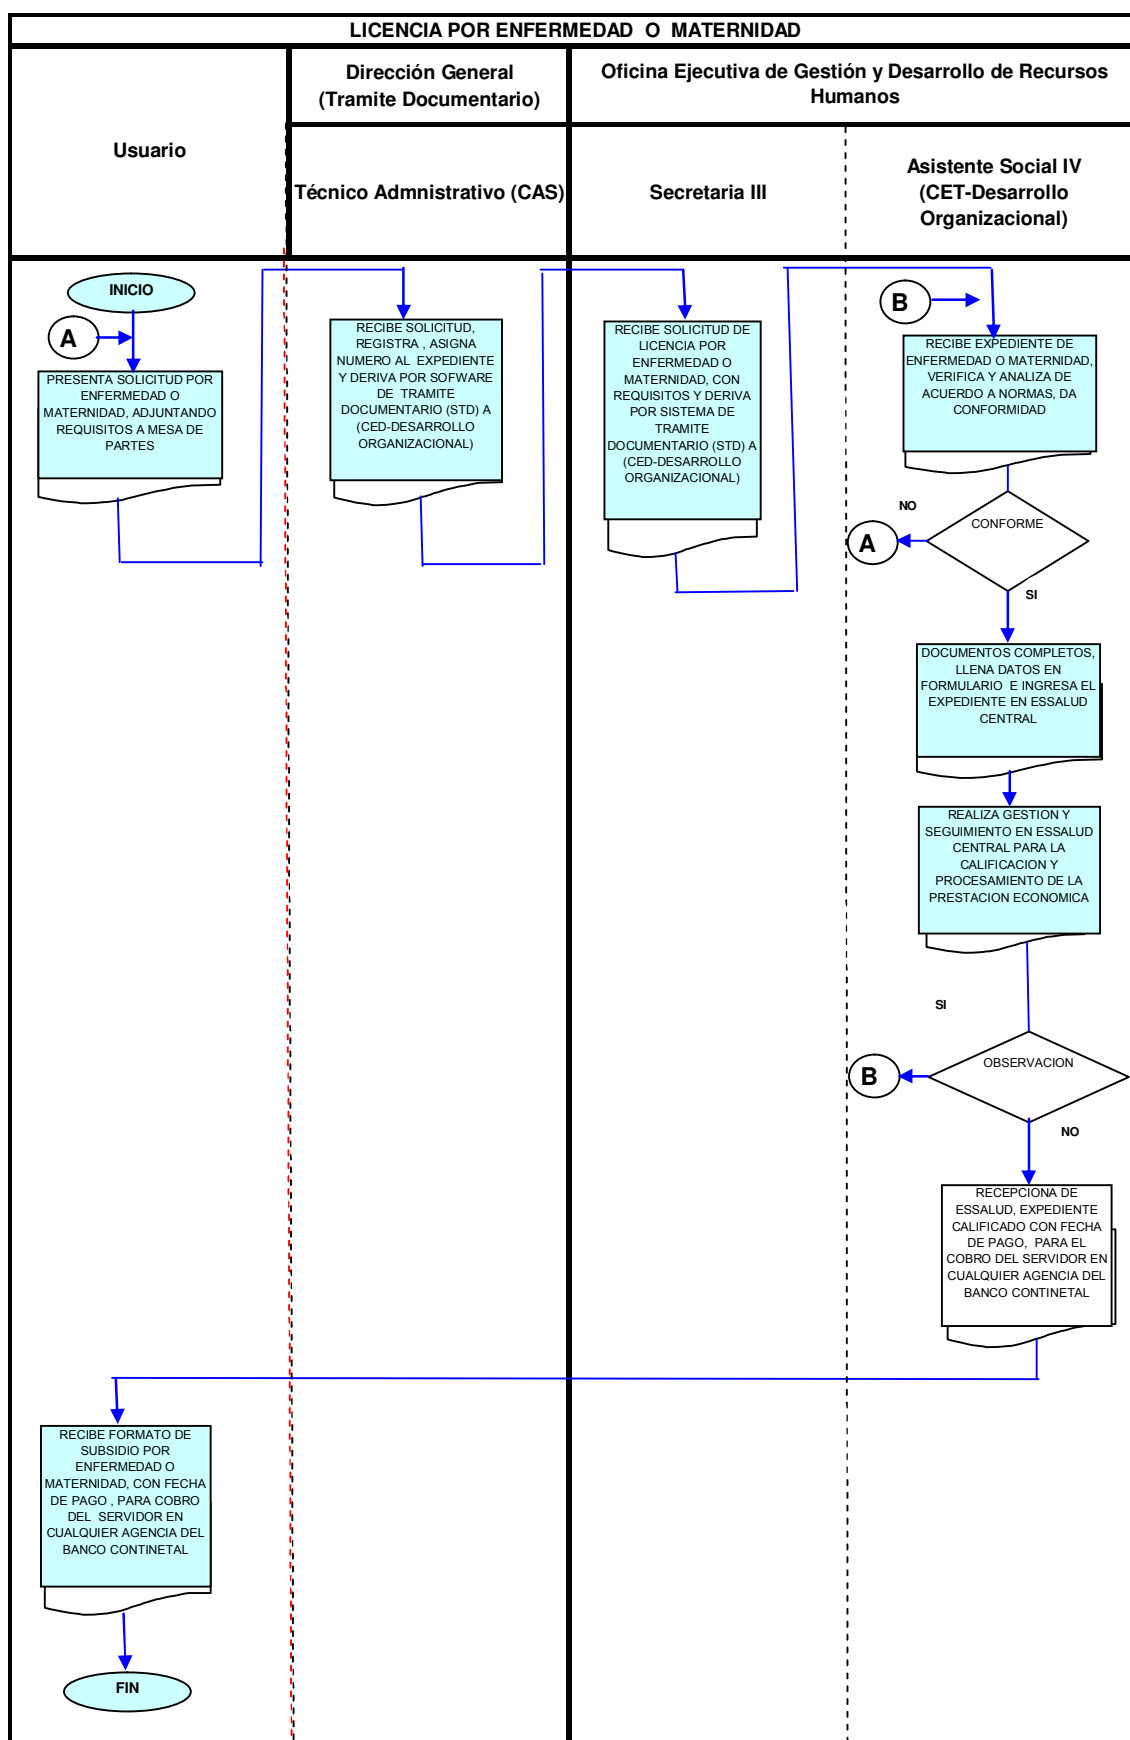 LICENCIA POR ENFERMEDAD O MATERNIDAD
Usuario
Dirección General
(Tramite Documentario)
Oficina Ejecutiva de Gestión y Desarrollo de Recursos
Humanos
Técnico Admnistrativo (CAS)
Secretaria III
Asistente Social IV
(CET-Desarrollo
Organizacional)
INICIO
A
PRESENTA SOLICITUD POR
ENFERMEDAD O
MATERNIDAD, ADJUNTANDO
REQUISITOS A MESA DE
PARTES
RECIBE SOLICITUD,
REGISTRA , ASIGNA
NUMERO AL EXPEDIENTE
Y DERIVA POR SOFWARE
DE TRAMITE
DOCUMENTARIO (STD) A
(CED-DESARROLLO
ORGANIZACIONAL)
RECIBE SOLICITUD DE
LICENCIA POR
ENFERMEDAD O
MATERNIDAD, CON
REQUISITOS Y DERIVA
POR SISTEMA DE
TRAMITE
DOCUMENTARIO (STD) A
(CED-DESARROLLO
ORGANIZACIONAL)
B
RECIBE EXPEDIENTE DE
ENFERMEDAD O MATERNIDAD,
VERIFICA Y ANALIZA DE
ACUERDO A NORMAS, DA
CONFORMIDAD
NO
CONFORME
A
SI
DOCUMENTOS COMPLETOS,
LLENA DATOS EN
FORMULARIO E INGRESA EL
EXPEDIENTE EN ESSALUD
CENTRAL
REALIZA GESTION Y
SEGUIMIENTO EN ESSALUD
CENTRAL PARA LA
CALIFICACION Y
PROCESAMIENTO DE LA
PRESTACION ECONOMICA
SI
OBSERVACION
B
NO
RECEPCIONA DE
ESSALUD, EXPEDIENTE
CALIFICADO CON FECHA
DE PAGO, PARA EL
COBRO DEL SERVIDOR EN
CUALQUIER AGENCIA DEL
BANCO CONTINETAL
RECIBE FORMATO DE
SUBSIDIO POR
ENFERMEDAD O
MATERNIDAD, CON FECHA
DE PAGO , PARA COBRO
DEL SERVIDOR EN
CUALQUIER AGENCIA DEL
BANCO CONTINETAL
FIN